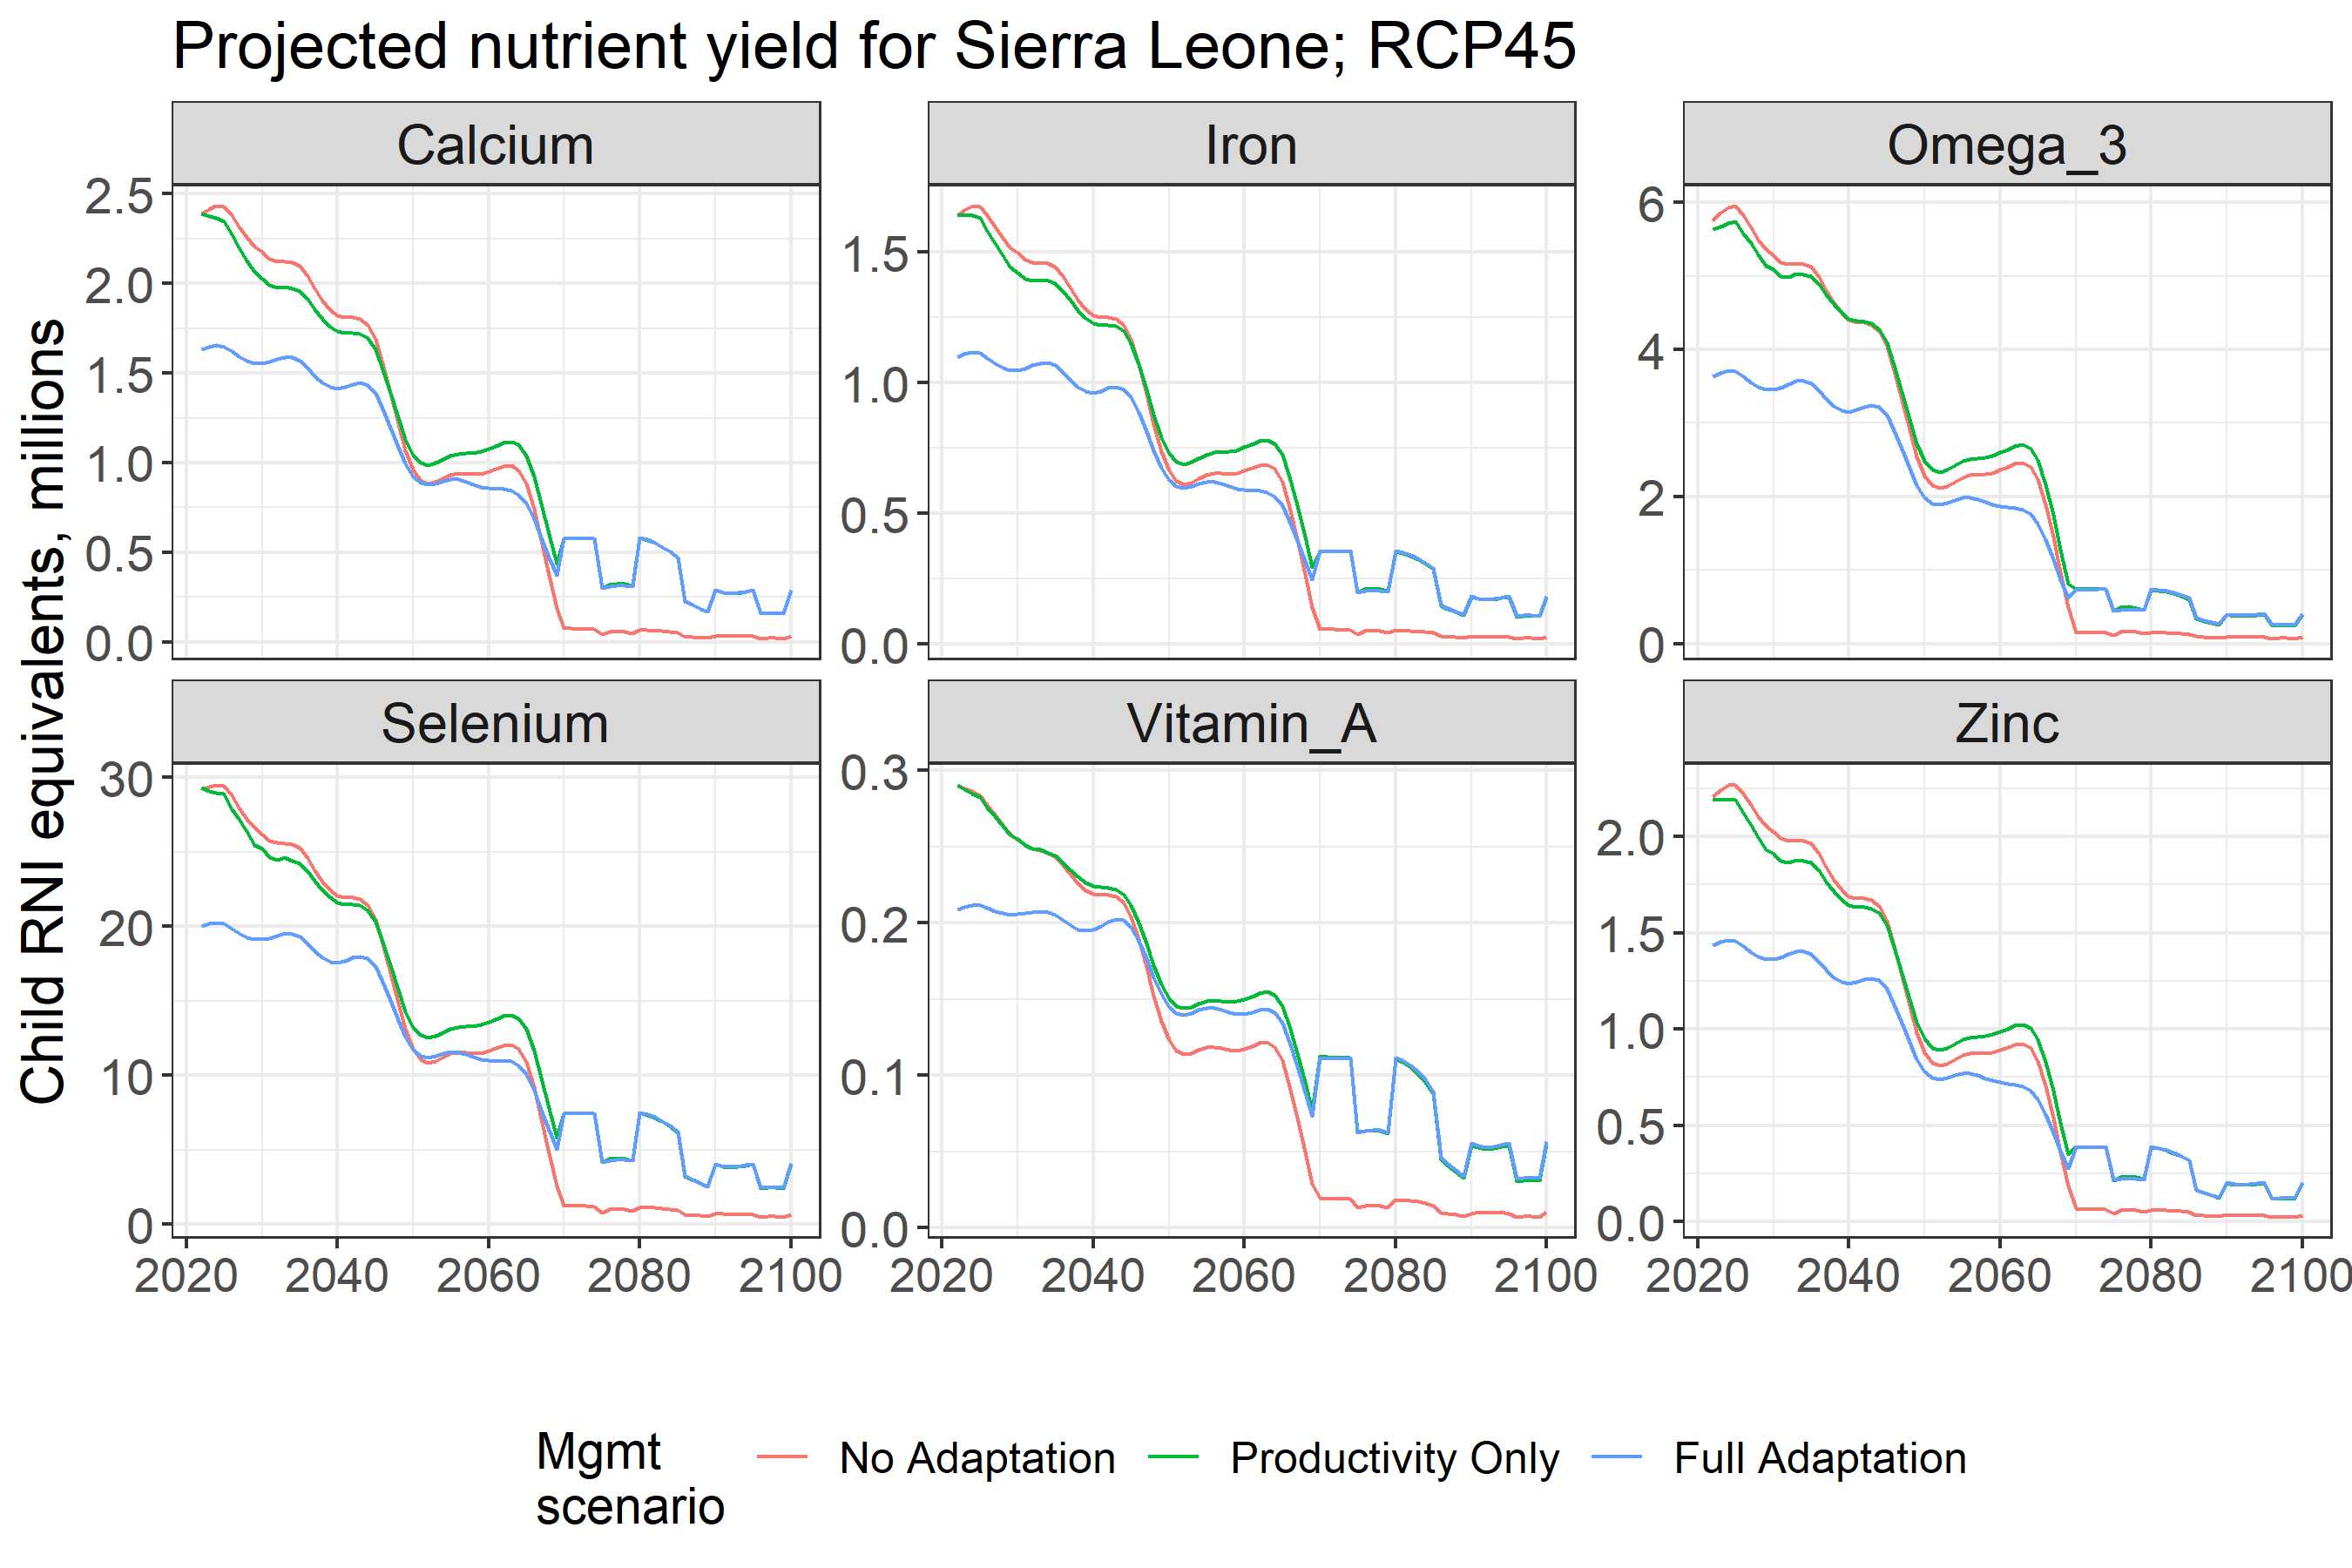 Projected nutrient yield for Sierra Leone; RCP45
Child RNI equivalents, millions
Calcium
2.5
2.0
1.5
1.0
0.5
0.0
Iron
1.5
1.0
0.5
0.0
Omega_3
6
4
2
0
Selenium
30
20
10
0
2020 2040 2060 2080 2100
Vitamin_A
0.3
0.2
0.1
0.0
2020 2040 2060 2080 2100
Zinc
2.0
1.5
1.0
0.5
0.0
2020 2040 2060 2080 2100
Mgmt
scenario
No Adaptation Productivity Only Full Adaptation